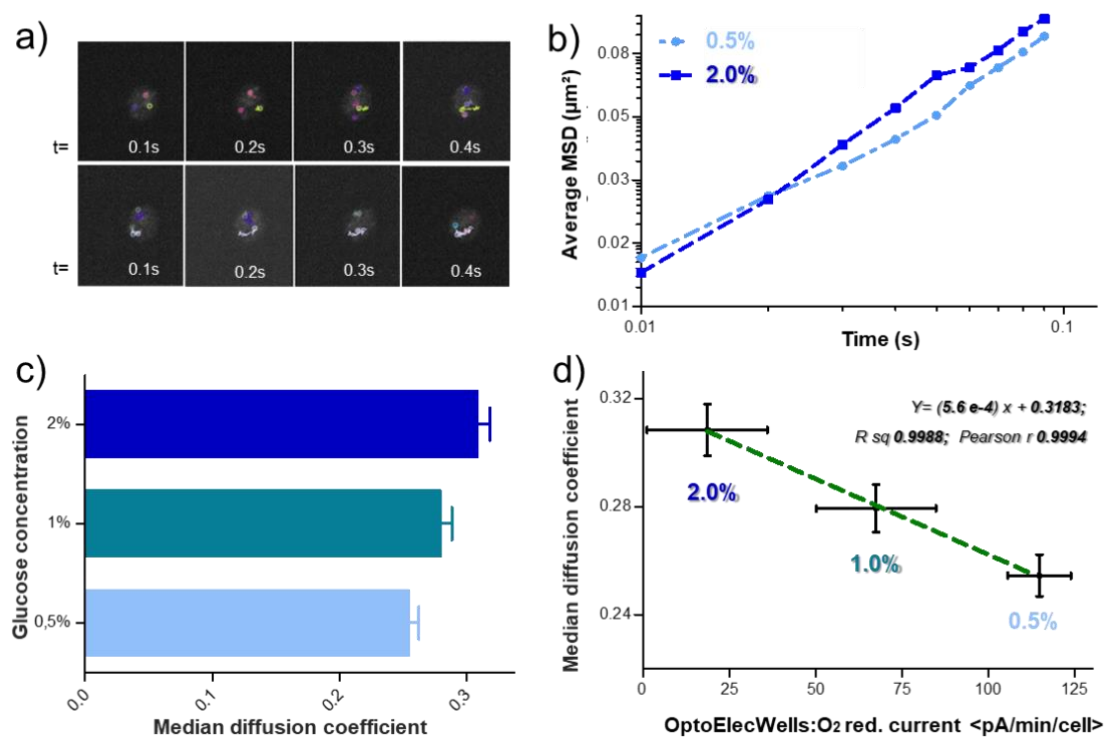 a)
t=
0.1s
0.2s
0.3s
0.4s
t=
0.1s
0.2s
0.3s
0.4s
b)
0.5%
2.0%
Average MSD (µm²)
0.08
0.05
0.03
0.02
0.01
0.01
0.1
Time (s)
c)
Glucose concentration
2%
1%
0,5%
0.0
0.1
0.2
0.3
Median diffusion coefficient
d)
Median diffusion coefficient
0.32
0.28
0.24
Y= (5.6 e-4) x + 0.3183;
R sq 0.9988; Pearson r 0.9994
2.0%
1.0%
0.5%
0
25
50
75
100
125
OptoElecWells:O₂ red. current <pA/min/cell>